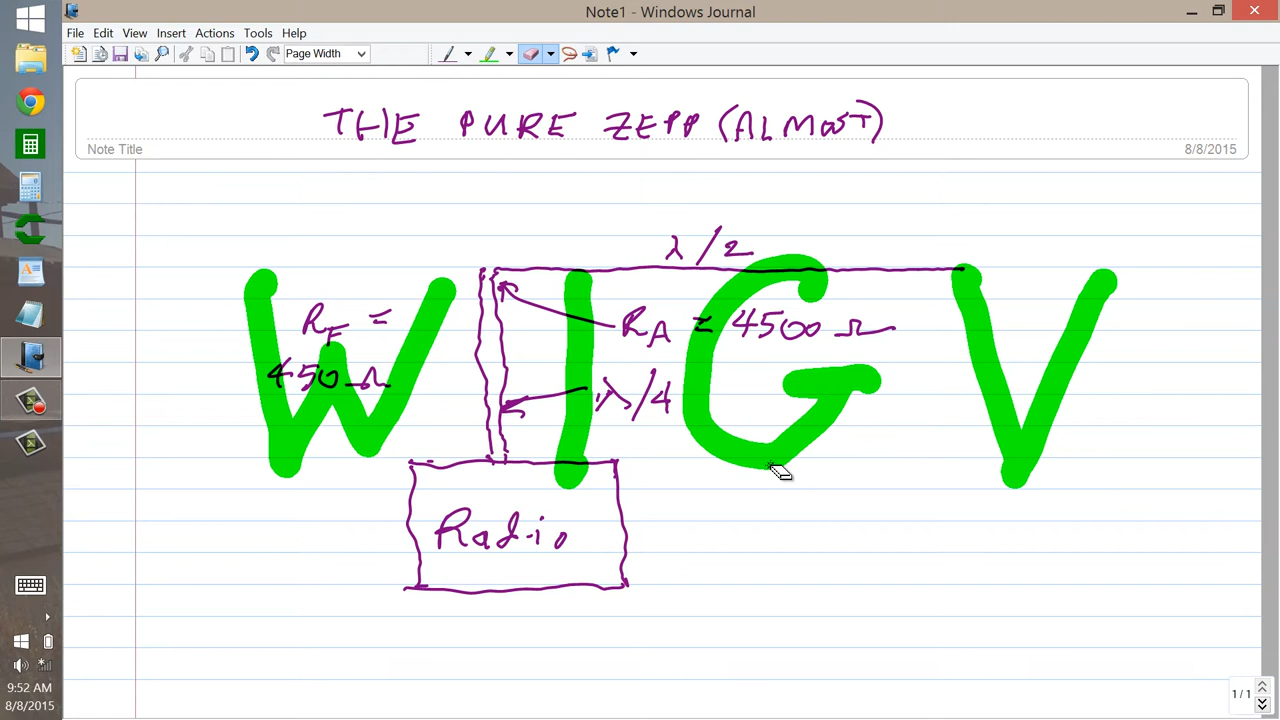 Note1 - Windows Journal
File Edit View Insert Actions Tools Help
Page Width
THE PURE ZEPP (ALMOST)
Note Title
8/8/2015
λ/2
W I G V
RF =
450 Ω
RA = 4500 Ω
λ/4
Radio
1/1
9:52 AM
8/8/2015